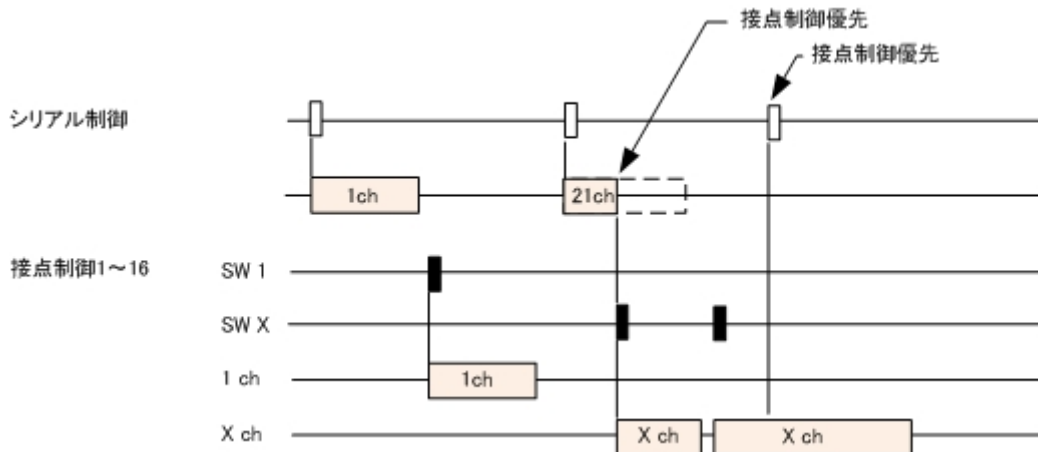 接点制御優先
接点制御優先
シリアル制御
1ch
21ch
接点制御1～16
SW 1
SW X
1 ch
1ch
X ch
X ch
X ch